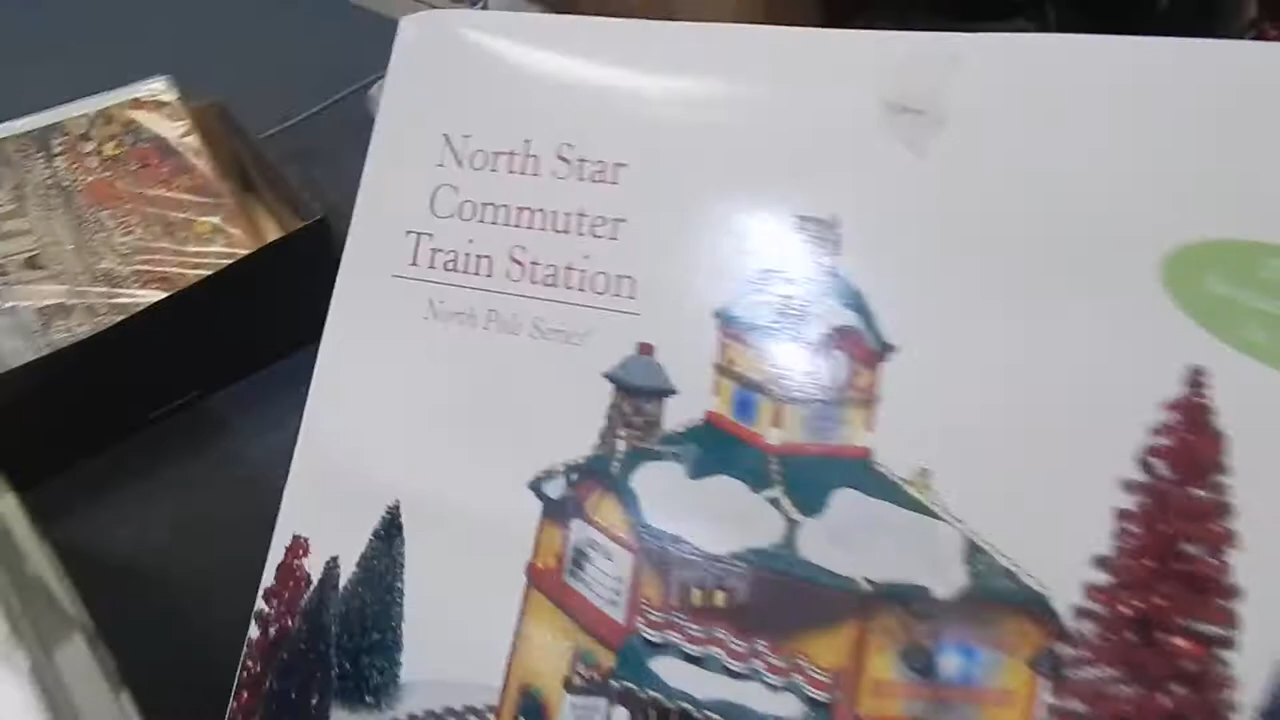 North Star
Commuter
Train Station
North Pole Series